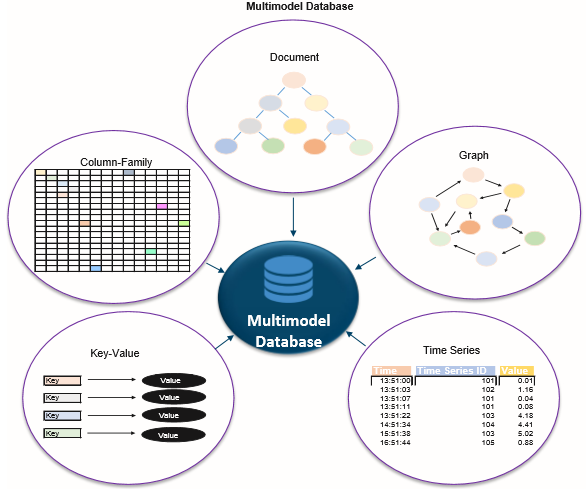 Multimodel Database
Document
Column-Family
Graph
Multimodel
Database
Key-Value
Key Value
Key Value
Key Value
Key Value
Time Series
Time Time Series ID Value
13:51:00 101 0.01
13:51:03 102 1.16
13:51:07 101 0.04
13:51:11 101 0.08
13:51:22 103 4.18
14:51:34 104 4.41
15:51:38 103 5.02
16:51:44 105 0.88